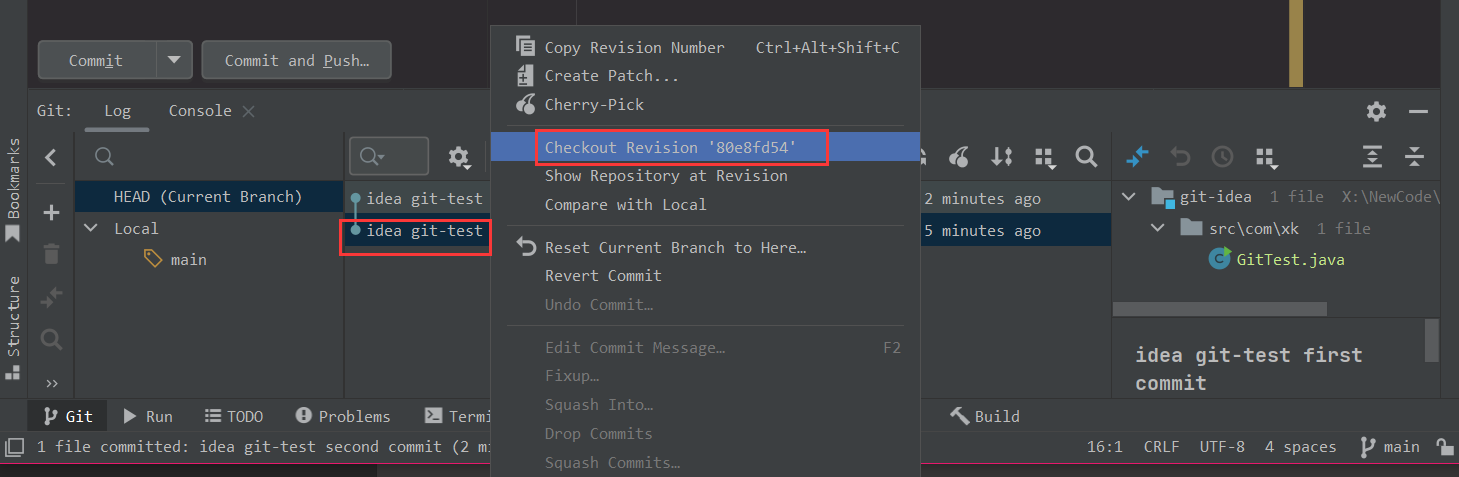 Commit
Commit and Push…
Copy Revision Number Ctrl+Alt+Shift+C
Create Patch...
Cherry-Pick
Git: Log Console
Checkout Revision '80e8fd54'
Show Repository at Revision
Compare with Local
Reset Current Branch to Here…
Revert Commit
Undo Commit…
Edit Commit Message… F2
Fixup…
Squash Into…
Drop Commits
Squash Commits…
Bookmarks
Structure
HEAD (Current Branch)
Local
main
idea git-test 2 minutes ago
idea git-test 5 minutes ago
git-idea 1 file X:\NewCode\
src\com\xk 1 file
GitTest.java
idea git-test first
commit
Git Run TODO Problems Termi Build
1 file committed: idea git-test second commit (2 mi 16:1 CRLF UTF-8 4 spaces main